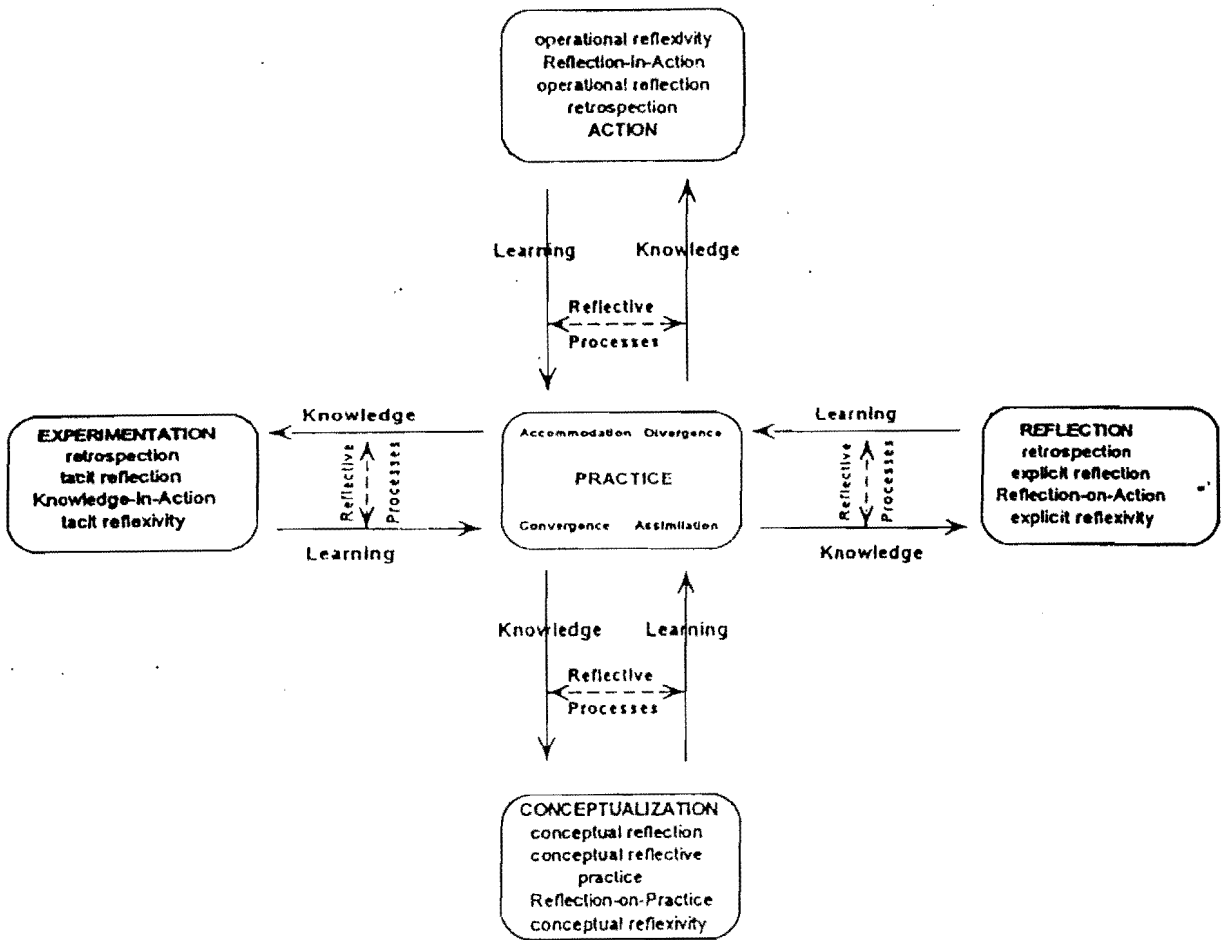 operational reflexivity
Reflection-in-Action
operational reflection
retrospection
ACTION
Learning
Knowledge
Reflective
Processes
EXPERIMENTATION
retrospection
tacit reflection
Knowledge-in-Action
tacit reflexivity
Knowledge
Reflective
Processes
Learning
Accommodation Divergence
PRACTICE
Convergence Assimilation
Learning
Reflective
Processes
Knowledge
REFLECTION
retrospection
explicit reflection
Reflection-on-Action
explicit reflexivity
Knowledge
Learning
Reflective
Processes
CONCEPTUALIZATION
conceptual reflection
conceptual reflective
practice
Reflection-on-Practice
conceptual reflexivity